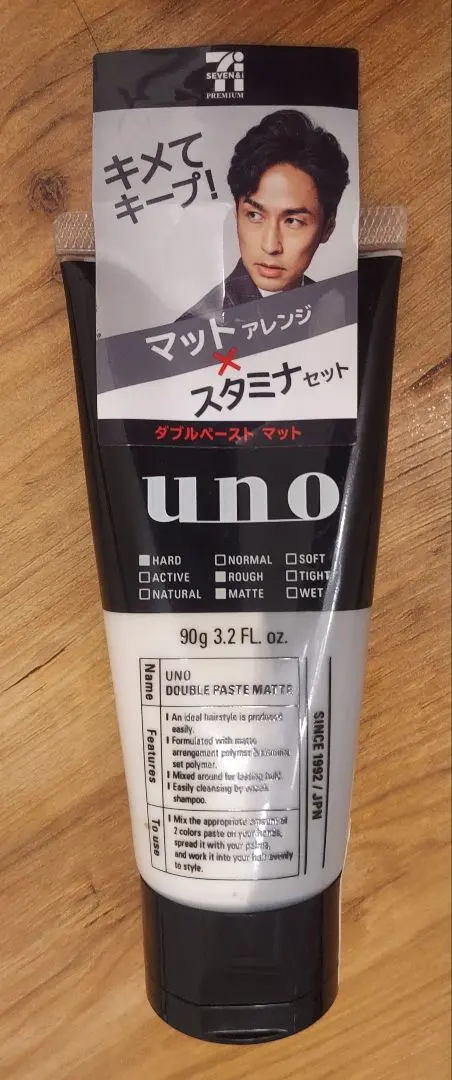 SEVEN&i
PREMIUM
キメて
キープ!
マット アレンジ
×
スタミナセット
ダブルペースト マット
uno
HARD NORMAL SOFT
ACTIVE ROUGH TIGHT
NATURAL MATTE WET
90g 3.2 FL. oz.
Name
UNO
DOUBLE PASTE MATTE
Features
An ideal hairstyle is produced
easily.
Formulated with matte
arrangement polymer
set polymer.
Mixed around for lasting hold.
Easily cleansing by
shampoo.
To use
Mix the appropriate amount of
2 colors paste on your hands,
spread it with your palms,
and work it into your hair evenly
to style.
SINCE 1992 / JPN